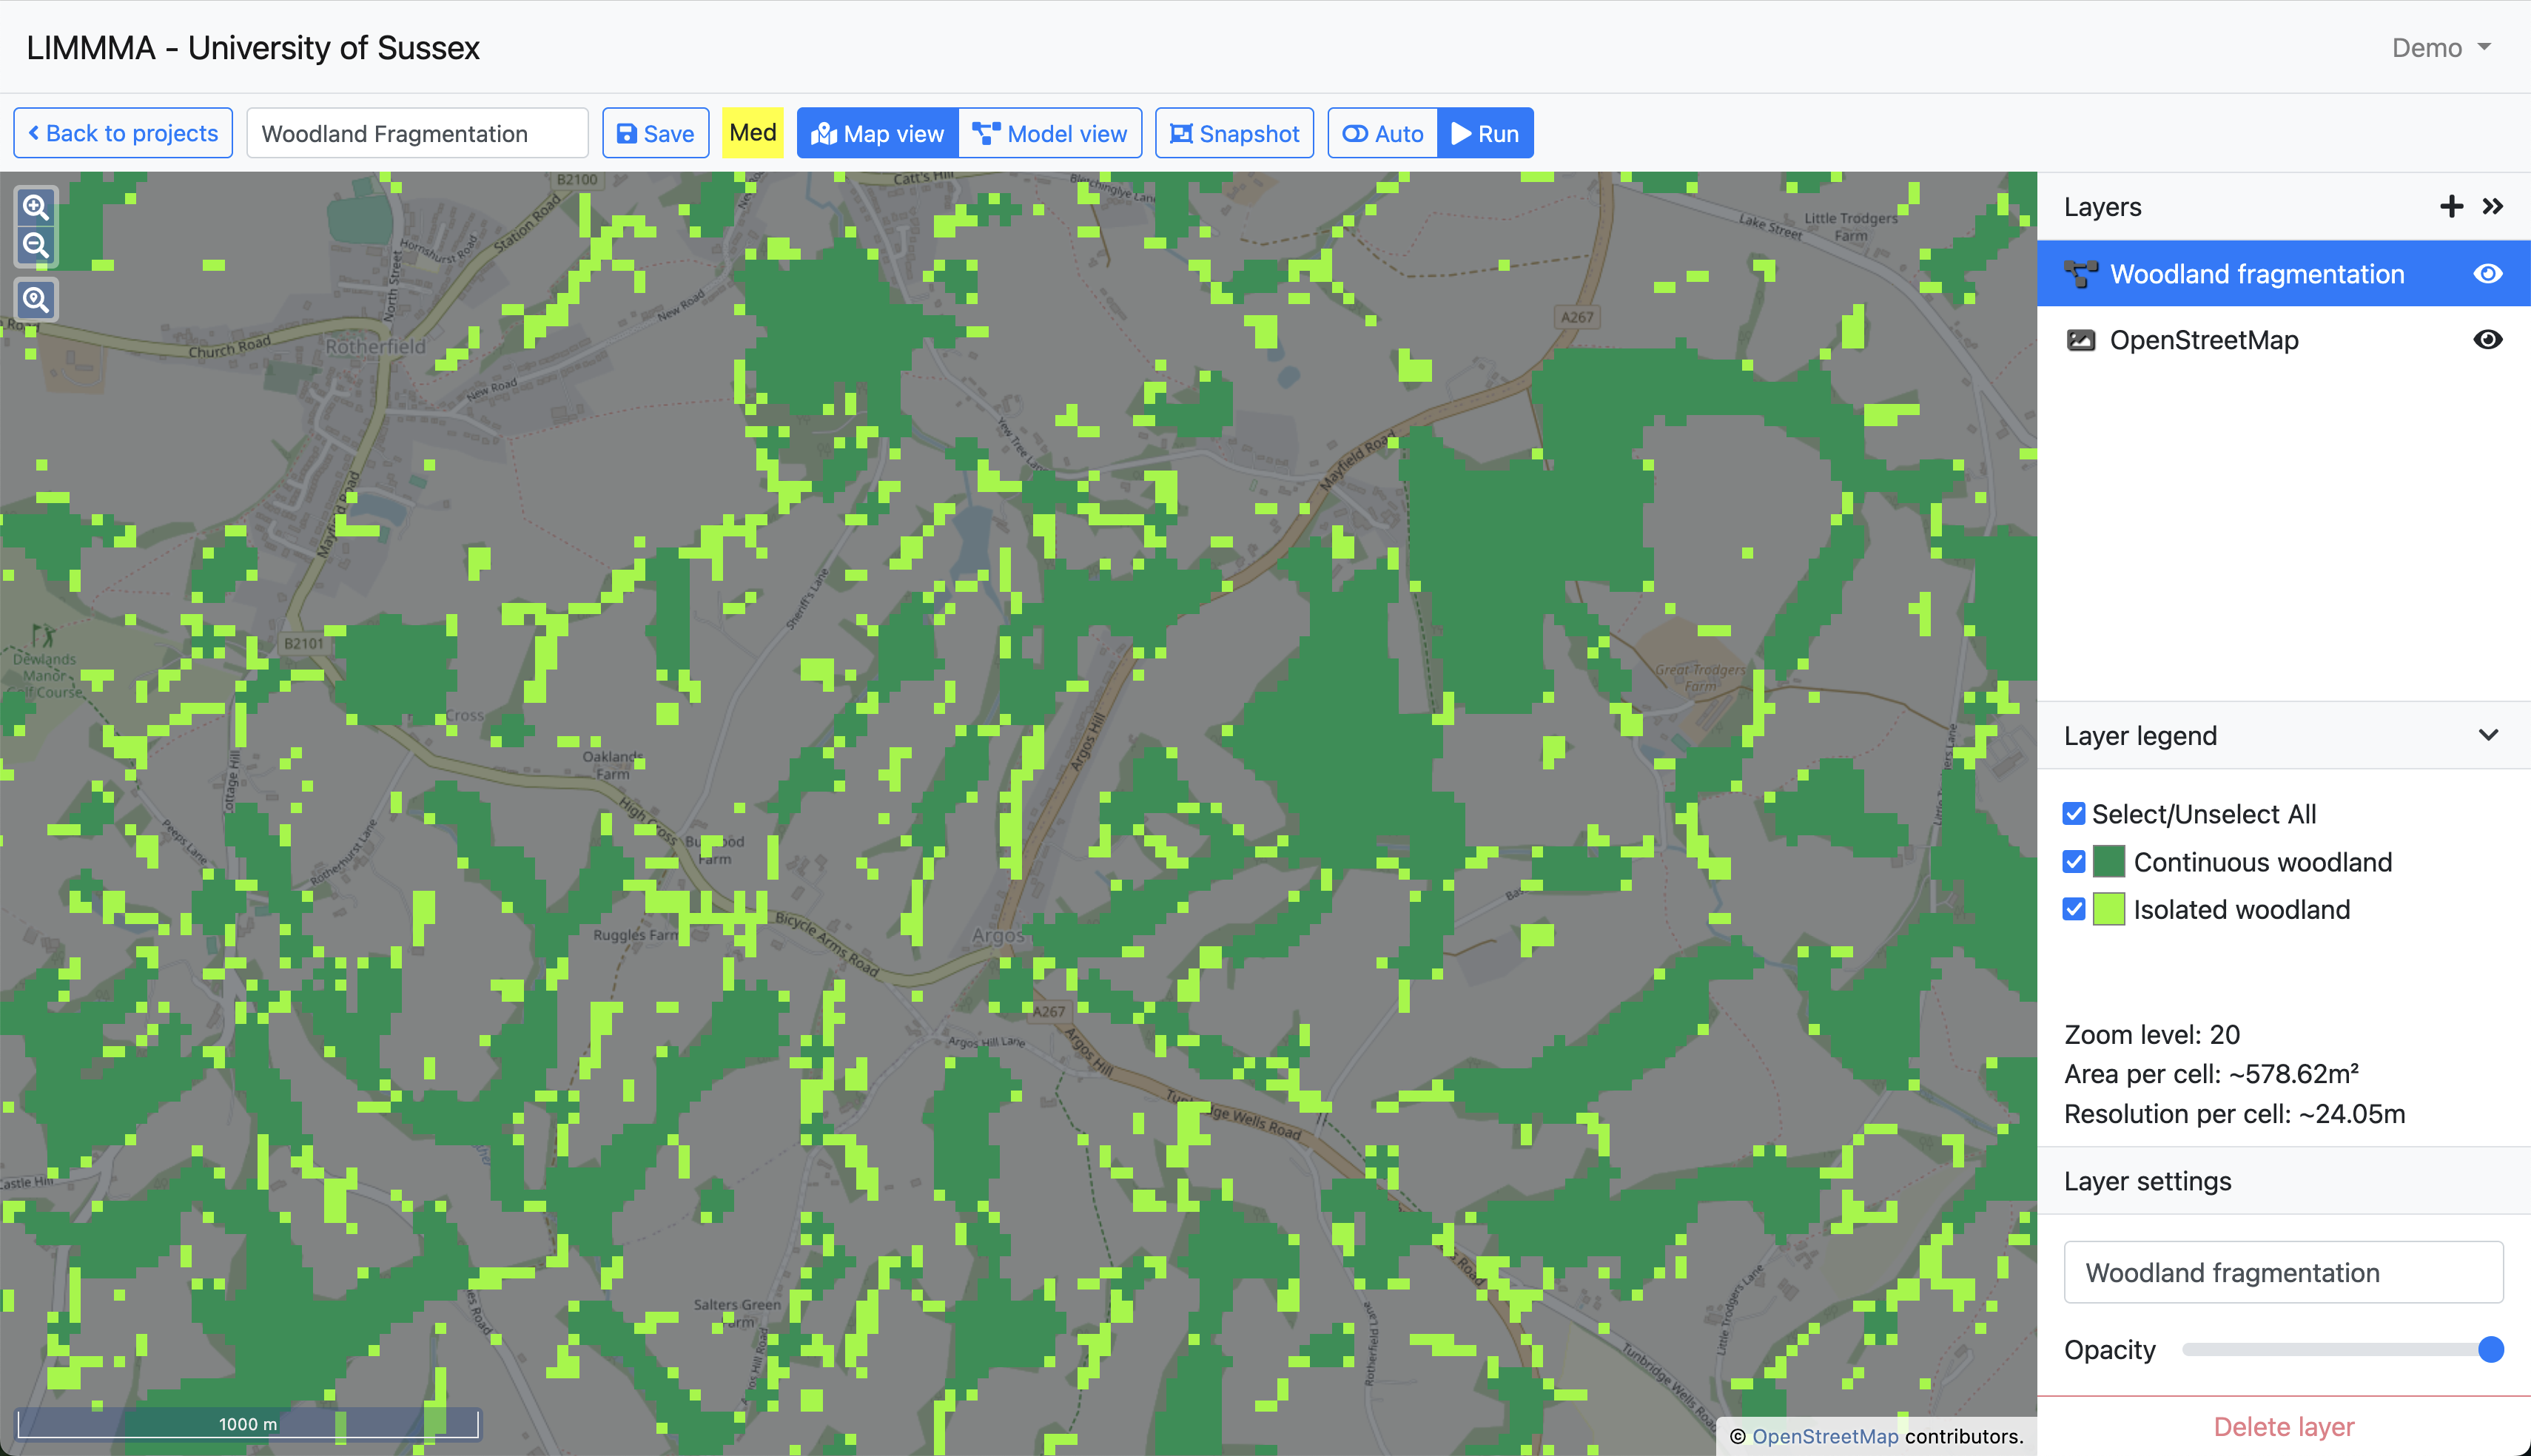 LIMMMA - University of Sussex
Demo
Back to projects
Woodland Fragmentation
Save
Med
Map view
Model view
Snapshot
Auto
Run
B2100
Catt's Hill
Station Road
Hornshurst Road
North Street
Church Road
Rotherfield
New Road
New Road
Lake Street
Little Trodgers
Farm
A267
Yew Tree Lane
Mayfield Road
Sheriff's Lane
B2101
Dewlands
Manor
Golf Course
Cross
Great Trodgers
Farm
Argos Hill
Oaklands
Farm
High Cross
Farm
Cottage Hill
Peeps Lane
Rotherhurst Lane
Ruggles Farm
Bicycle Arms Road
Argos
A267
Argos Hill Lane
Argos Hill
Tunbridge Wells Road
Castle Hill
Salters Green
Farm
Rotherfield Lane
Little Trodgers Lane
Tunbridge Wells Road
1000 m
© OpenStreetMap contributors.
Layers
Woodland fragmentation
OpenStreetMap
Layer legend
Select/Unselect All
Continuous woodland
Isolated woodland
Zoom level: 20
Area per cell: ~578.62m²
Resolution per cell: ~24.05m
Layer settings
Woodland fragmentation
Opacity
Delete layer